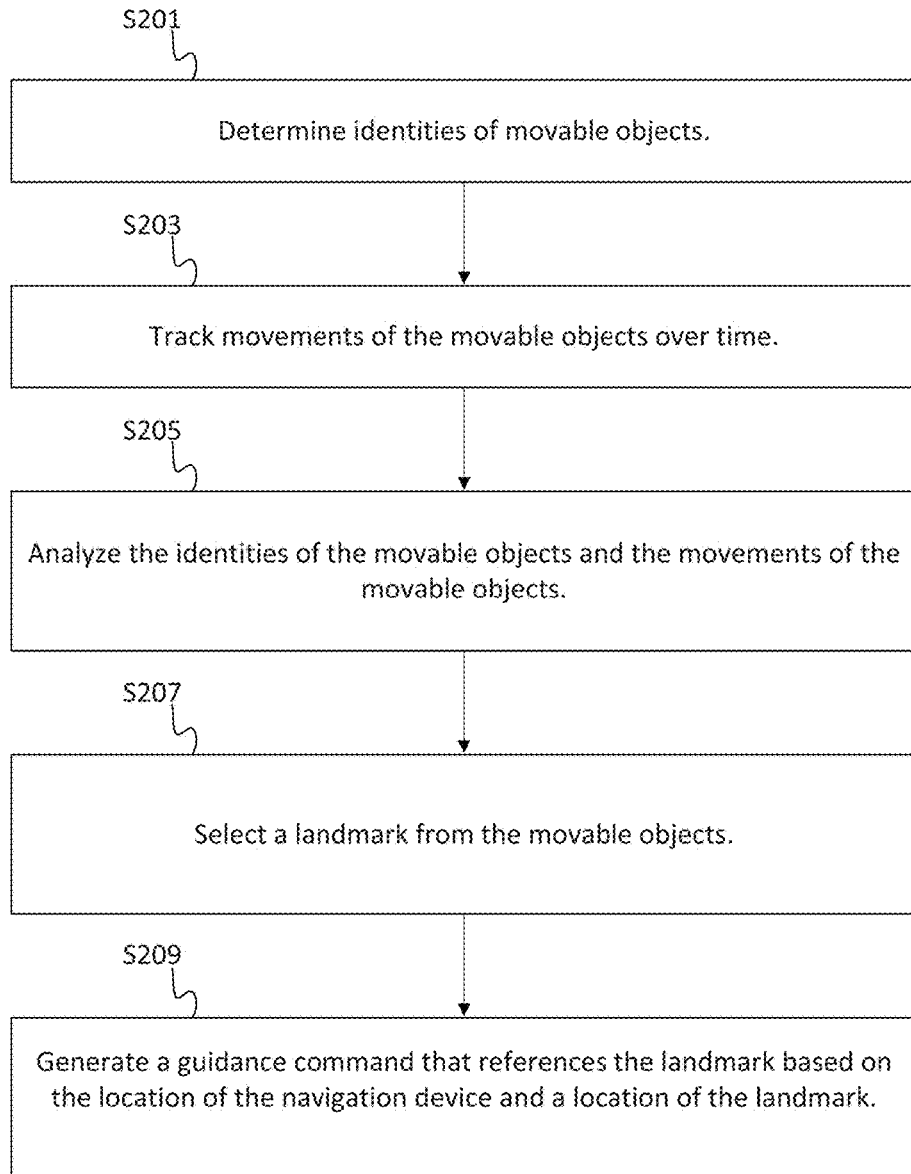 S201
Determine identities of movable objects.
S203
Track movements of the movable objects over time.
S205
Analyze the identities of the movable objects and the movements of the
movable objects.
S207
Select a landmark from the movable objects.
S209
Generate a guidance command that references the landmark based on
the location of the navigation device and a location of the landmark.